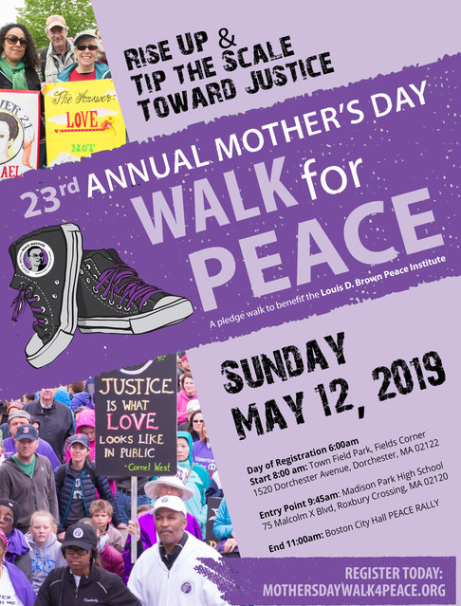 RISE UP &
TIP THE SCALE
TOWARD JUSTICE
The Answer:
LOVE
NOT
AEL
23rd ANNUAL MOTHER'S DAY
WALK for
PEACE
A pledge walk to benefit the Louis D. Brown Peace Institute
JUSTICE
IS WHAT
LOVE
LOOKS LIKE
IN PUBLIC
-Cornel West
SUNDAY
MAY 12, 2019
Day of Registration 6:00am
Start 8:00 am: Town Field Park, Fields Corner
1520 Dorchester Avenue, Dorchester, MA 02122
Entry Point 9:45am: Madison Park High School
75 Malcolm X Blvd, Roxbury Crossing, MA 02120
End 11:00am: Boston City Hall PEACE RALLY
REGISTER TODAY:
MOTHERSDAYWALK4PEACE.ORG